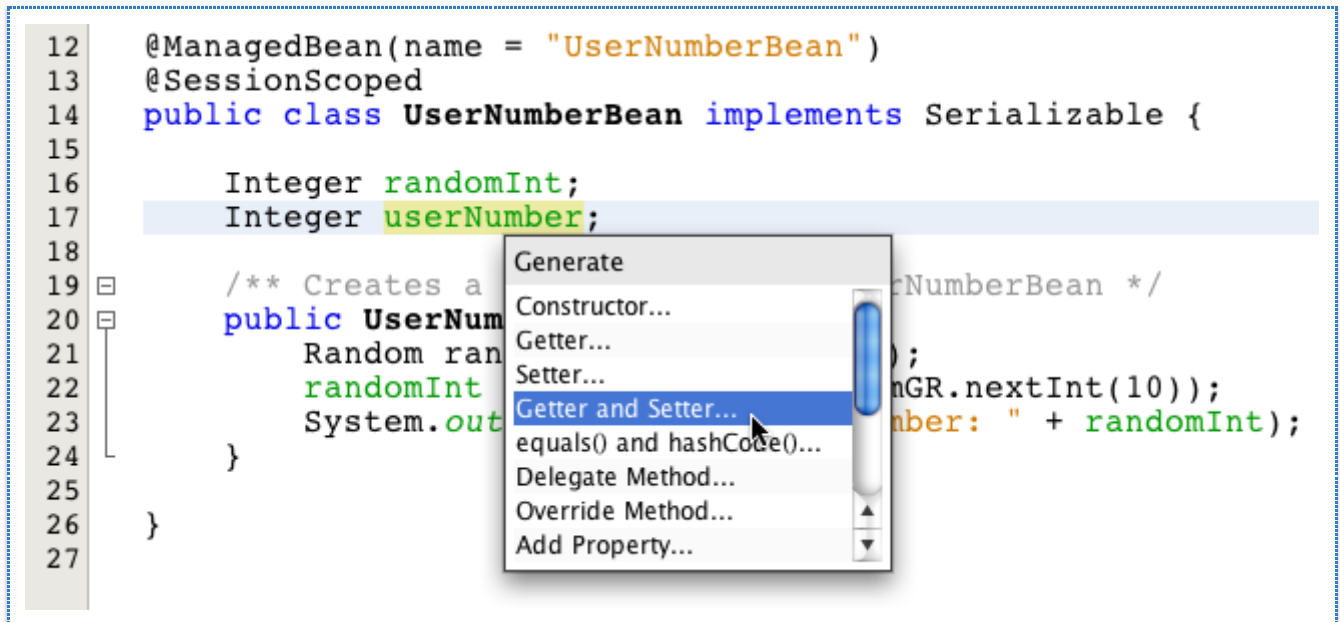 12 @ManagedBean(name = "UserNumberBean")
13 @SessionScoped
14 public class UserNumberBean implements Serializable {
15
16 Integer randomInt;
17 Integer userNumber;
18
19 /** Creates a rNumberBean */
20 public UserNum
21 Random ran );
22 randomInt mGR.nextInt(10));
23 System.out mber: " + randomInt);
24 }
25
26 }
27
Generate
Constructor...
Getter...
Setter...
Getter and Setter...
equals() and hashCode()...
Delegate Method...
Override Method...
Add Property...